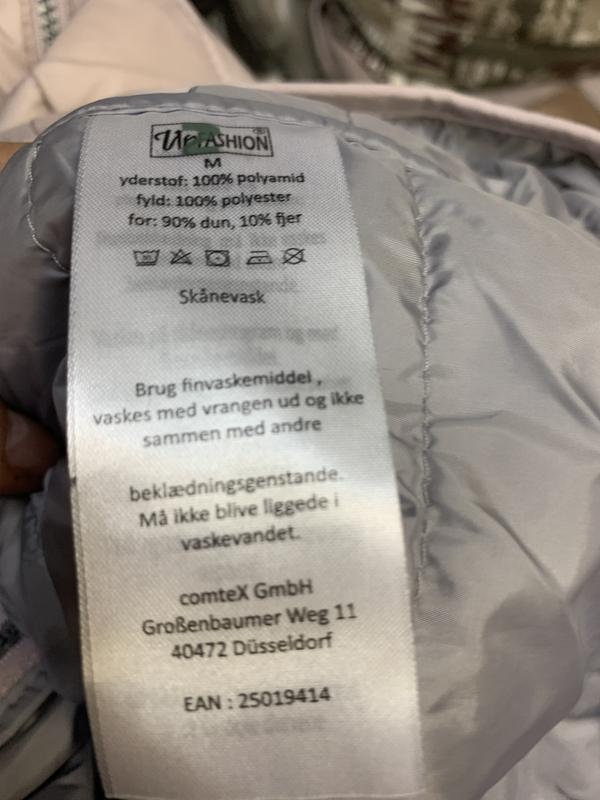 UpFASHION®
M
yderstof: 100% polyamid
fyld: 100% polyester
for: 90% dun, 10% fjer
Skånevask
Brug finvaskemiddel ,
vaskes med vrangen ud og ikke
sammen med andre
beklædningsgenstande.
Må ikke blive liggede i
vaskevandet.
comteX GmbH
Großenbaumer Weg 11
40472 Düsseldorf
EAN : 25019414